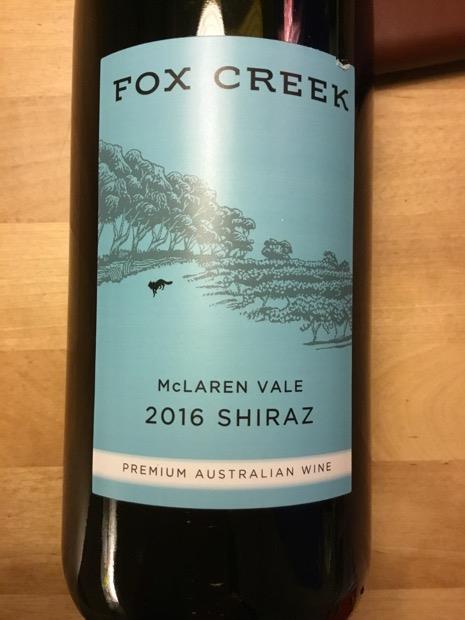 FOX CREEK
McLAREN VALE
2016 SHIRAZ
PREMIUM AUSTRALIAN WINE